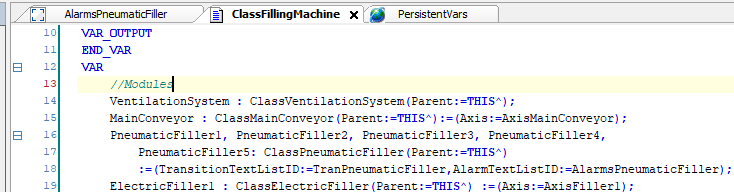 AlarmsPneumaticFiller ClassFillingMachine PersistentVars
10 VAR_OUTPUT
11 END_VAR
12 VAR
13 //Modules
14 VentilationSystem : ClassVentilationSystem(Parent:=THIS^);
15 MainConveyor : ClassMainConveyor(Parent:=THIS^):=(Axis:=AxisMainConveyor);
16 PneumaticFiller1, PneumaticFiller2, PneumaticFiller3, PneumaticFiller4,
17 PneumaticFiller5: ClassPneumaticFiller(Parent:=THIS^)
18 :=(TransitionTextListID:=TranPneumaticFiller,AlarmTextListID:=AlarmsPneumaticFiller);
19 ElectricFiller1 : ClassElectricFiller(Parent:=THIS^) :=(Axis:=AxisFiller1);